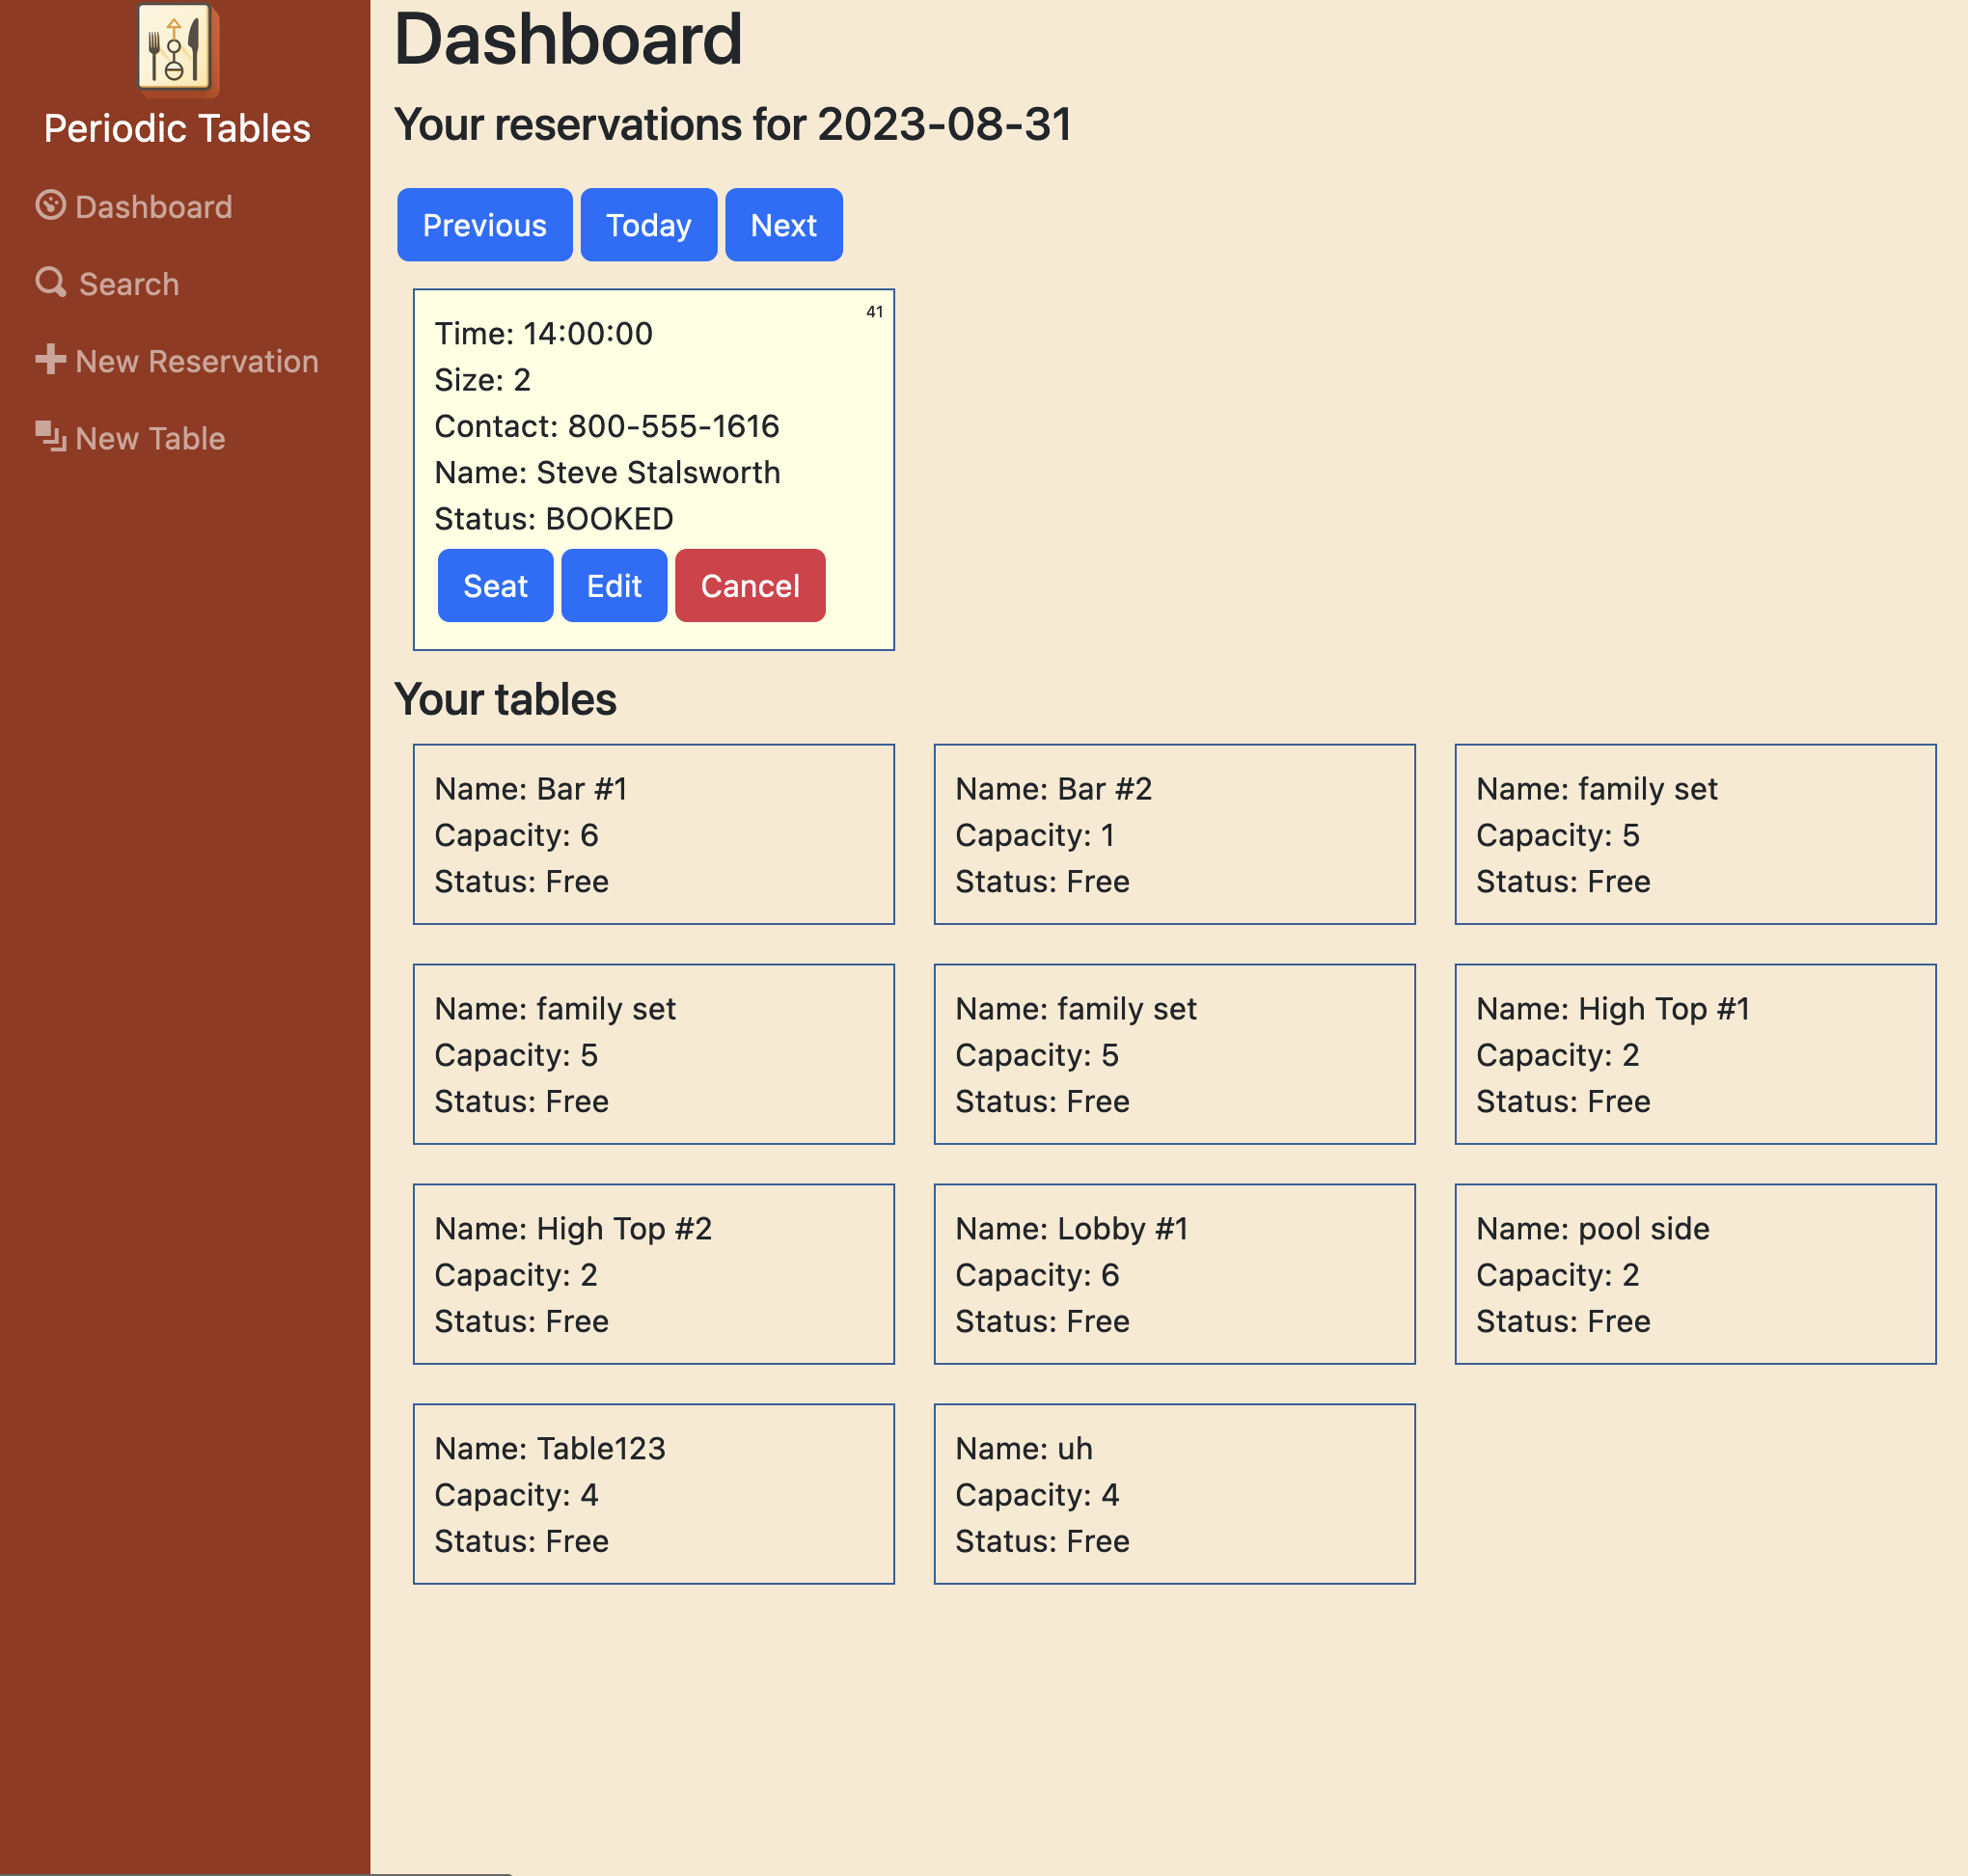 Periodic Tables
Dashboard
Search
New Reservation
New Table
Dashboard
Your reservations for 2023-08-31
Previous
Today
Next
41
Time: 14:00:00
Size: 2
Contact: 800-555-1616
Name: Steve Stalsworth
Status: BOOKED
Seat
Edit
Cancel
Your tables
Name: Bar #1
Capacity: 6
Status: Free
Name: Bar #2
Capacity: 1
Status: Free
Name: family set
Capacity: 5
Status: Free
Name: family set
Capacity: 5
Status: Free
Name: family set
Capacity: 5
Status: Free
Name: High Top #1
Capacity: 2
Status: Free
Name: High Top #2
Capacity: 2
Status: Free
Name: Lobby #1
Capacity: 6
Status: Free
Name: pool side
Capacity: 2
Status: Free
Name: Table123
Capacity: 4
Status: Free
Name: uh
Capacity: 4
Status: Free